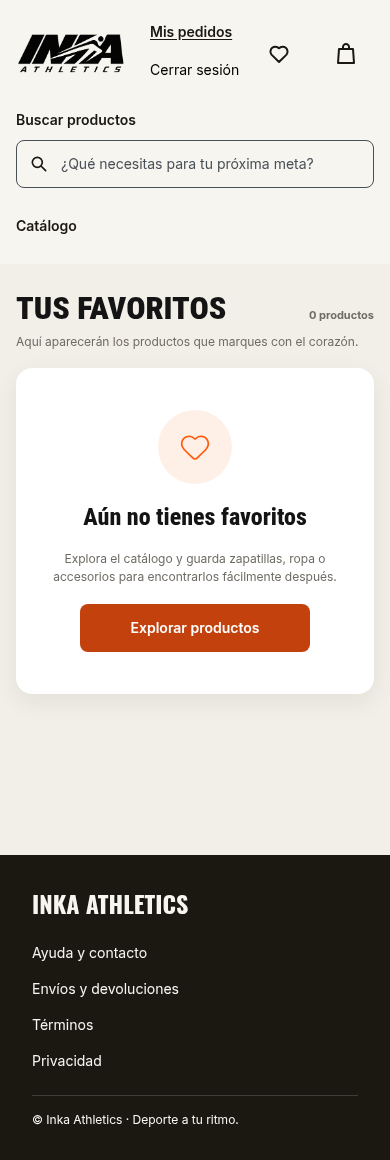 INKA
ATHLETICS
Mis pedidos
Cerrar sesión
Buscar productos
¿Qué necesitas para tu próxima meta?
Catálogo
TUS FAVORITOS
0 productos
Aquí aparecerán los productos que marques con el corazón.
Aún no tienes favoritos
Explora el catálogo y guarda zapatillas, ropa o
accesorios para encontrarlos fácilmente después.
Explorar productos
INKA ATHLETICS
Ayuda y contacto
Envíos y devoluciones
Términos
Privacidad
© Inka Athletics · Deporte a tu ritmo.